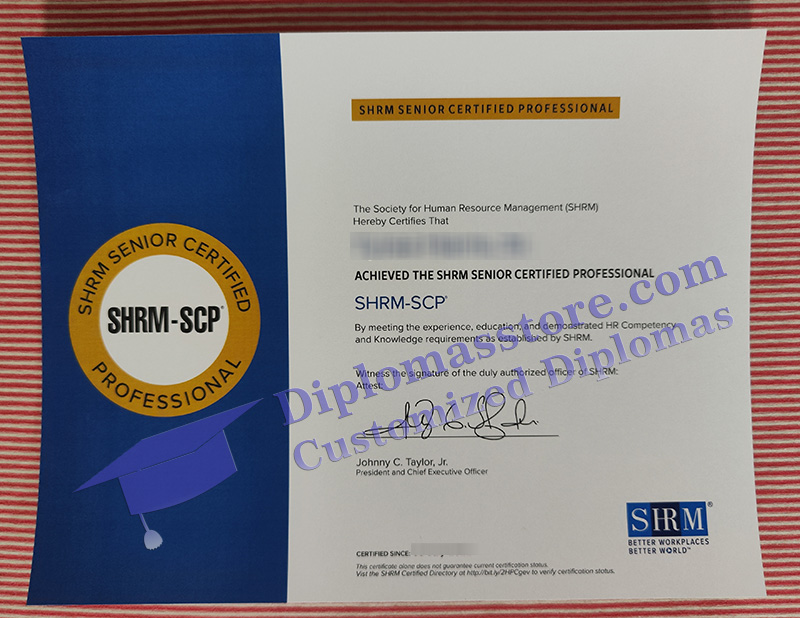 SHRM SENIOR CERTIFIED PROFESSIONAL
The Society for Human Resource Management (SHRM)
Hereby Certifies That
ACHIEVED THE SHRM SENIOR CERTIFIED PROFESSIONAL
SHRM-SCP®
By meeting the experience, education, and demonstrated HR Competency
and Knowledge requirements as established by SHRM.
Witness the signature of the duly authorized officer of SHRM:
Attest:
Johnny C. Taylor, Jr.
President and Chief Executive Officer
CERTIFIED SINCE:
This certificate alone does not guarantee current certification status.
Visit the SHRM Certified Directory at http://bit.ly/2HPCgev to verify certification status.
SHRM SENIOR CERTIFIED
SHRM-SCP®
PROFESSIONAL
SHRM®
BETTER WORKPLACES
BETTER WORLD™
Diplomasstore.com
Customized Diplomas